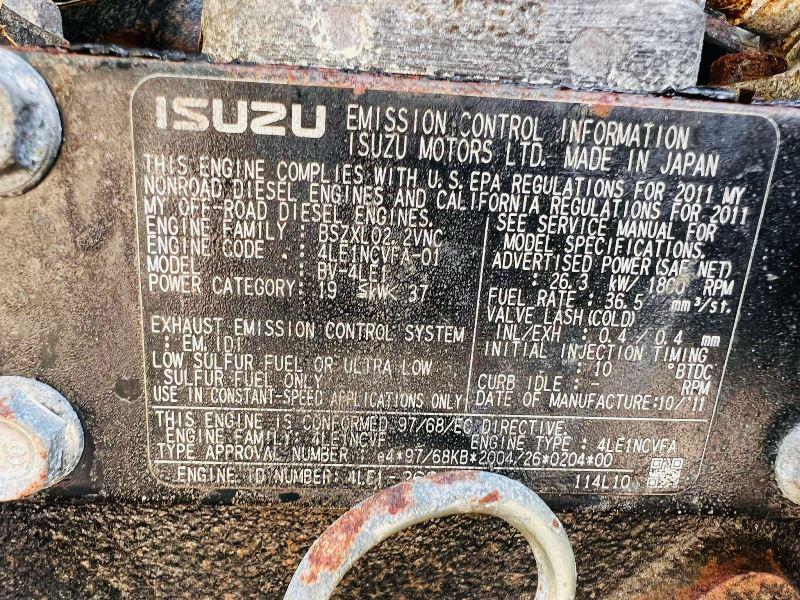 ISUZU EMISSION CONTROL INFORMATION
ISUZU MOTORS LTD. MADE IN JAPAN
THIS ENGINE COMPLIES WITH U.S.EPA REGULATIONS FOR 2011 MY
NONROAD DIESEL ENGINES AND CALIFORNIA REGULATIONS FOR 2011
MY OFF-ROAD DIESEL ENGINES.
ENGINE FAMILY : BSZXL02.2VNC
ENGINE CODE : 4LE1NCVFA-01
MODEL : BV-4LE1
POWER CATEGORY: 19 ≤kW< 37
EXHAUST EMISSION CONTROL SYSTEM
: EM,IDI
LOW SULFUR FUEL OR ULTRA LOW
SULFUR FUEL ONLY
USE IN CONSTANT-SPEED APPLICATIONS ONLY
SEE SERVICE MANUAL FOR
MODEL SPECIFICATIONS.
ADVERTISED POWER(SAE NET)
: 26.3 kW/ 1800 RPM
FUEL RATE : 36.5 mm³/st.
VALVE LASH(COLD)
INL/EXH : 0.4 / 0.4 mm
INITIAL INJECTION TIMING
: 10 °BTDC
CURB IDLE : - RPM
DATE OF MANUFACTURE:10/'11
THIS ENGINE IS CONFORMED 97/68/EC DIRECTIVE.
ENGINE FAMILY: 4LE1NCVF ENGINE TYPE : 4LE1NCVFA
TYPE APPROVAL NUMBER : e4*97/68KB*2004/26*0204*00
ENGINE ID NUMBER: 4LE1- 114L10